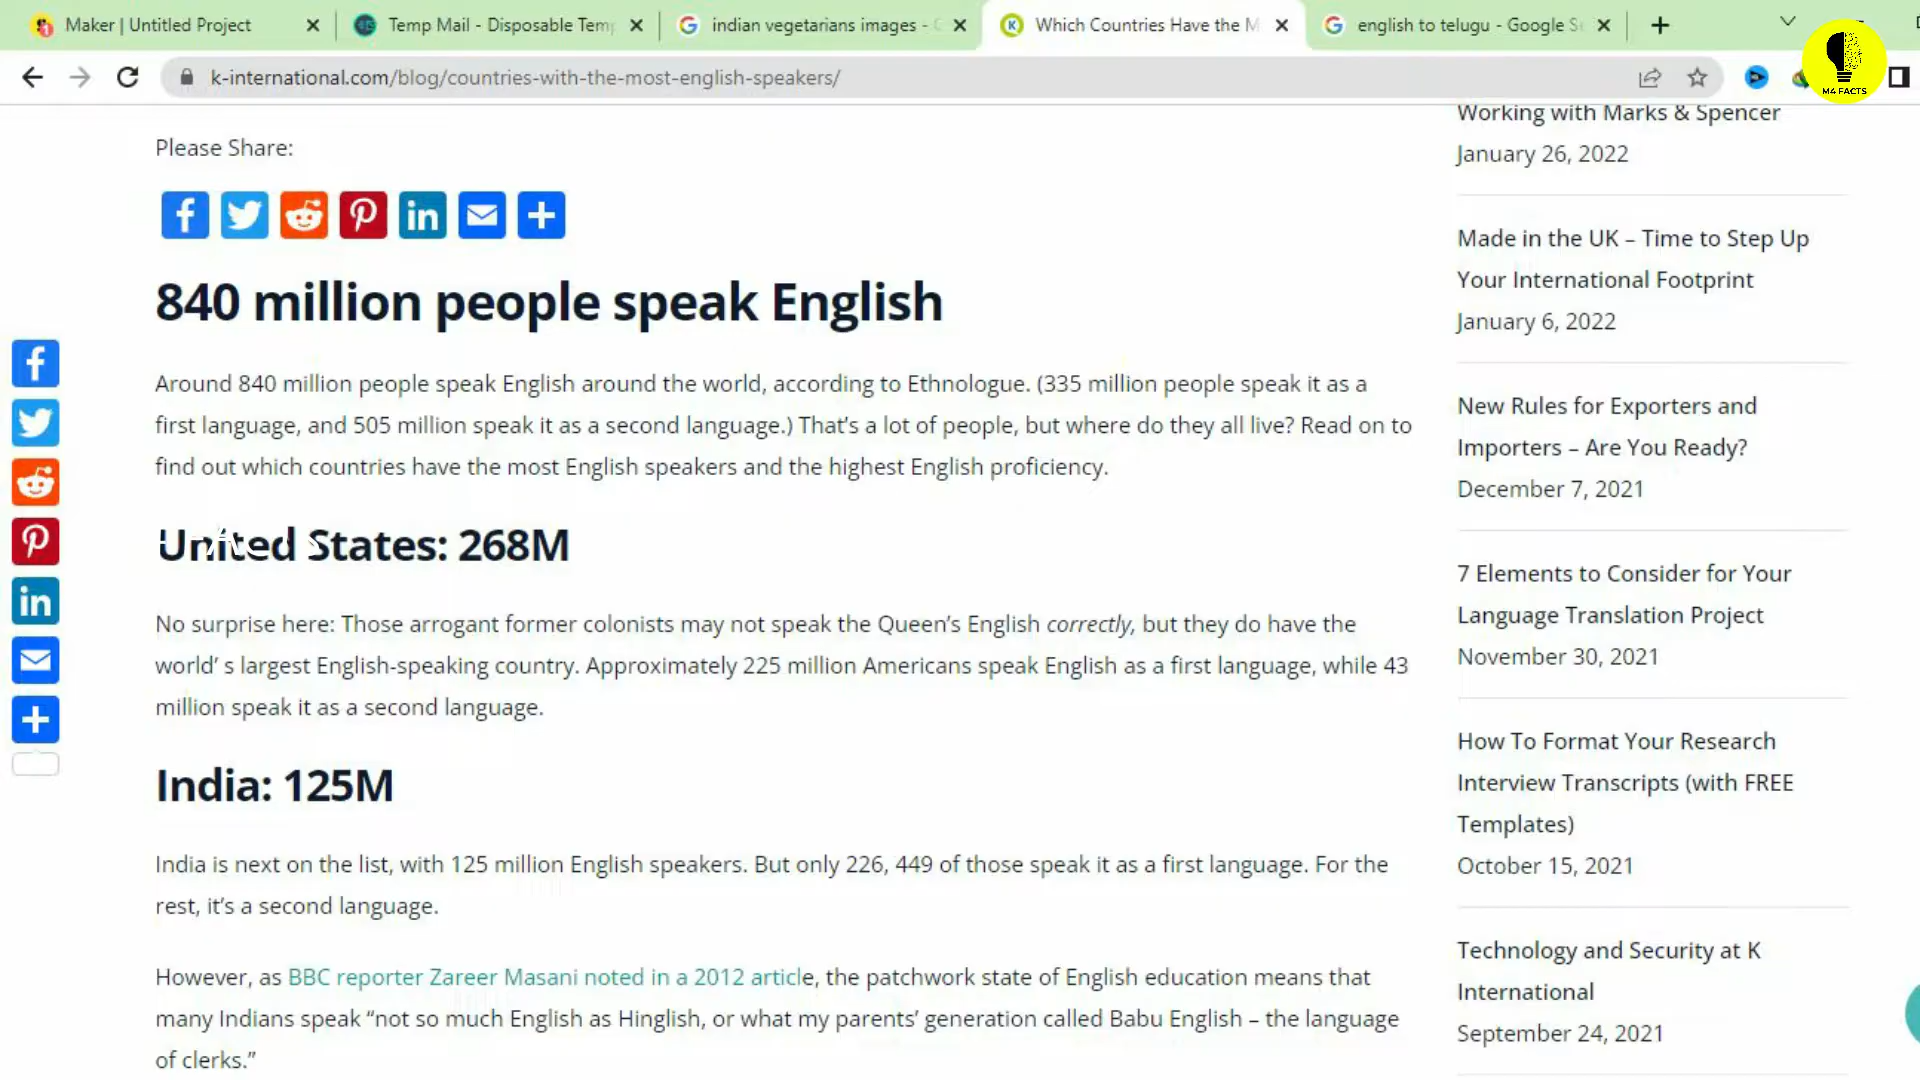 Maker | Untitled Project
Temp Mail - Disposable Tem
indian vegetarians images -
Which Countries Have the M
english to telugu - Google S
k-international.com/blog/countries-with-the-most-english-speakers/
M4 FACTS
Please Share:
840 million people speak English
Around 840 million people speak English around the world, according to Ethnologue. (335 million people speak it as a
first language, and 505 million speak it as a second language.) That’s a lot of people, but where do they all live? Read on to
find out which countries have the most English speakers and the highest English proficiency.
United States: 268M
No surprise here: Those arrogant former colonists may not speak the Queen’s English correctly, but they do have the
world’ s largest English-speaking country. Approximately 225 million Americans speak English as a first language, while 43
million speak it as a second language.
India: 125M
India is next on the list, with 125 million English speakers. But only 226, 449 of those speak it as a first language. For the
rest, it’s a second language.
However, as BBC reporter Zareer Masani noted in a 2012 article, the patchwork state of English education means that
many Indians speak “not so much English as Hinglish, or what my parents’ generation called Babu English – the language
of clerks.”
Working with Marks & Spencer
January 26, 2022
Made in the UK – Time to Step Up
Your International Footprint
January 6, 2022
New Rules for Exporters and
Importers – Are You Ready?
December 7, 2021
7 Elements to Consider for Your
Language Translation Project
November 30, 2021
How To Format Your Research
Interview Transcripts (with FREE
Templates)
October 15, 2021
Technology and Security at K
International
September 24, 2021